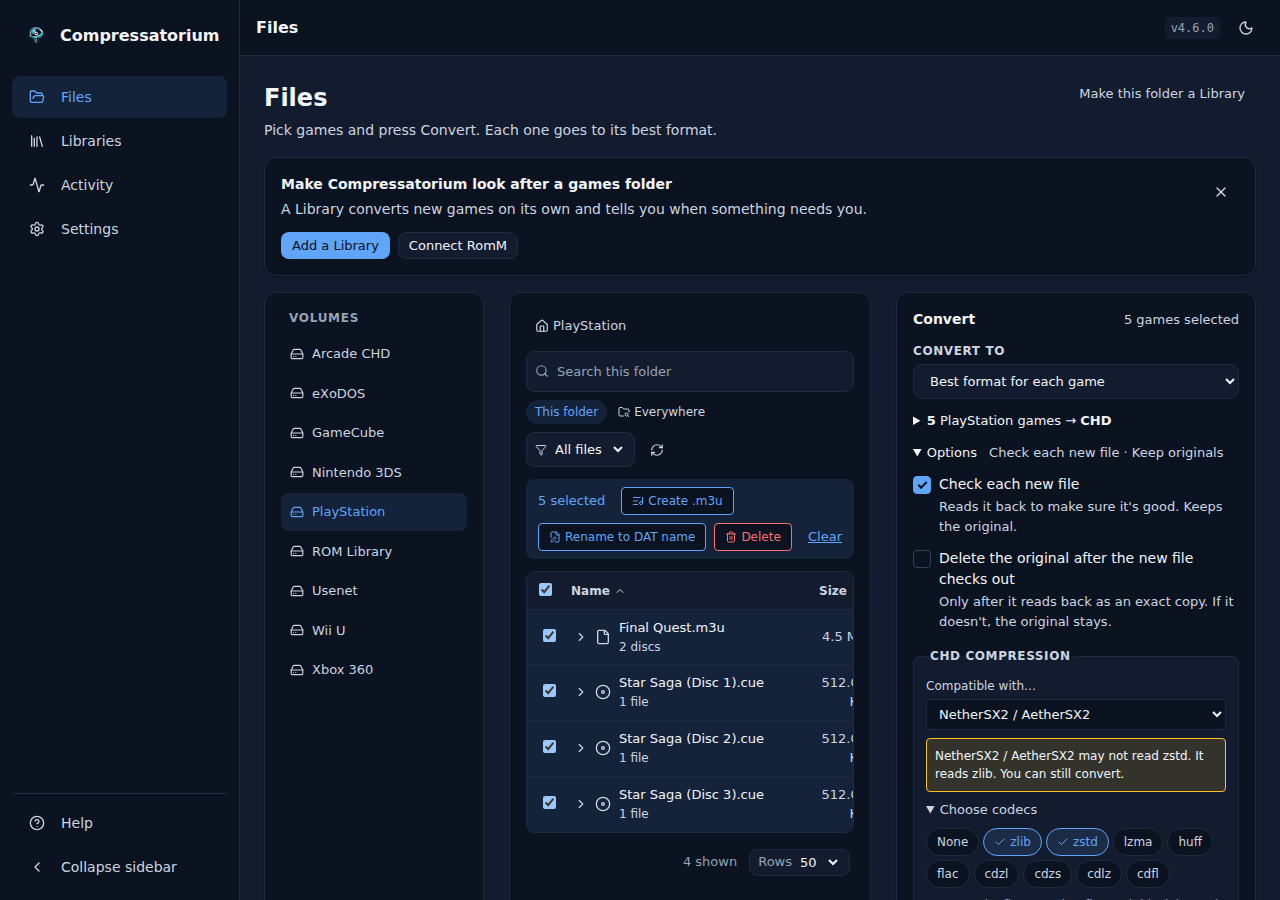 Compressatorium
Files
Libraries
Activity
Settings
Help
Collapse sidebar
Files
v4.6.0
Files
Make this folder a Library
Pick games and press Convert. Each one goes to its best format.
Make Compressatorium look after a games folder
A Library converts new games on its own and tells you when something needs you.
Add a Library
Connect RomM
VOLUMES
Arcade CHD
eXoDOS
GameCube
Nintendo 3DS
PlayStation
ROM Library
Usenet
Wii U
Xbox 360
PlayStation
Search this folder
This folder
Everywhere
All files
5 selected
Create .m3u
Rename to DAT name
Delete
Clear
Name
Size
Final Quest.m3u
4.5
2 discs
Star Saga (Disc 1).cue
1 file
Star Saga (Disc 2).cue
1 file
Star Saga (Disc 3).cue
1 file
4 shown
Rows 50
Convert
5 games selected
CONVERT TO
Best format for each game
5 PlayStation games → CHD
Options Check each new file · Keep originals
Check each new file
Reads it back to make sure it's good. Keeps
the original.
Delete the original after the new file
checks out
Only after it reads back as an exact copy. If it
doesn't, the original stays.
CHD COMPRESSION
Compatible with...
NetherSX2 / AetherSX2
NetherSX2 / AetherSX2 may not read zstd. It
reads zlib. You can still convert.
Choose codecs
None
zlib
zstd
lzma
huff
flac
cdzl
cdzs
cdlz
cdfl